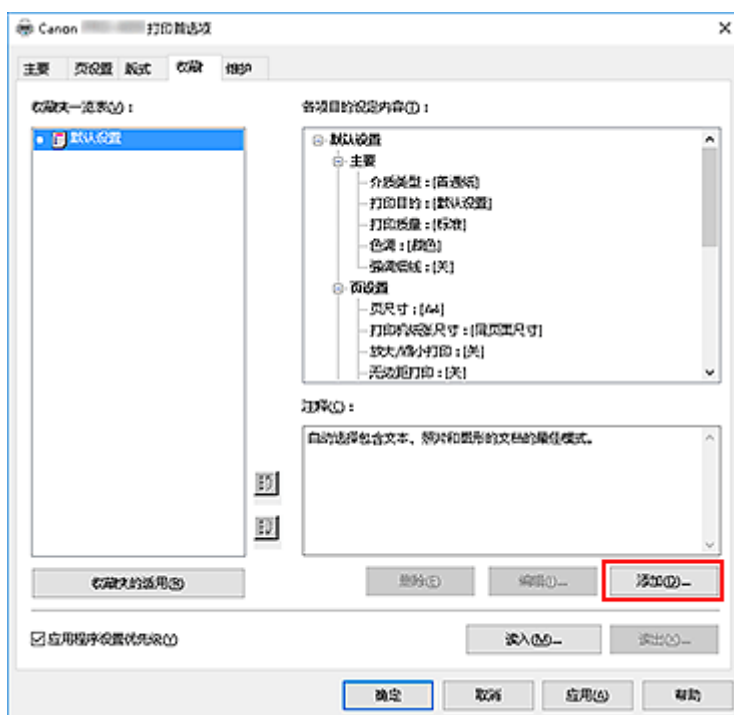 Canon 打印首选项
主要 页设置 版式 收藏 维护
收藏夹一览表(V)：
默认设置
各项目的设定内容(T)：
默认设置
主要
介质类型：[普通纸]
打印目的：[默认设置]
打印质量：[标准]
色调：[颜色]
强调细线：[关]
页设置
页尺寸：[A4]
打印机纸张尺寸：[同页面尺寸]
放大/缩小打印：[关]
无边距打印：[关]
注释(C)：
自动选择包含文本、照片和图形的文档的最佳模式。
收藏夹的适用(R)
删除(E) 编辑(I)... 添加(D)...
应用程序设置优先级(Y)
读入(M)... 读出(X)...
确定 取消 应用(A) 帮助